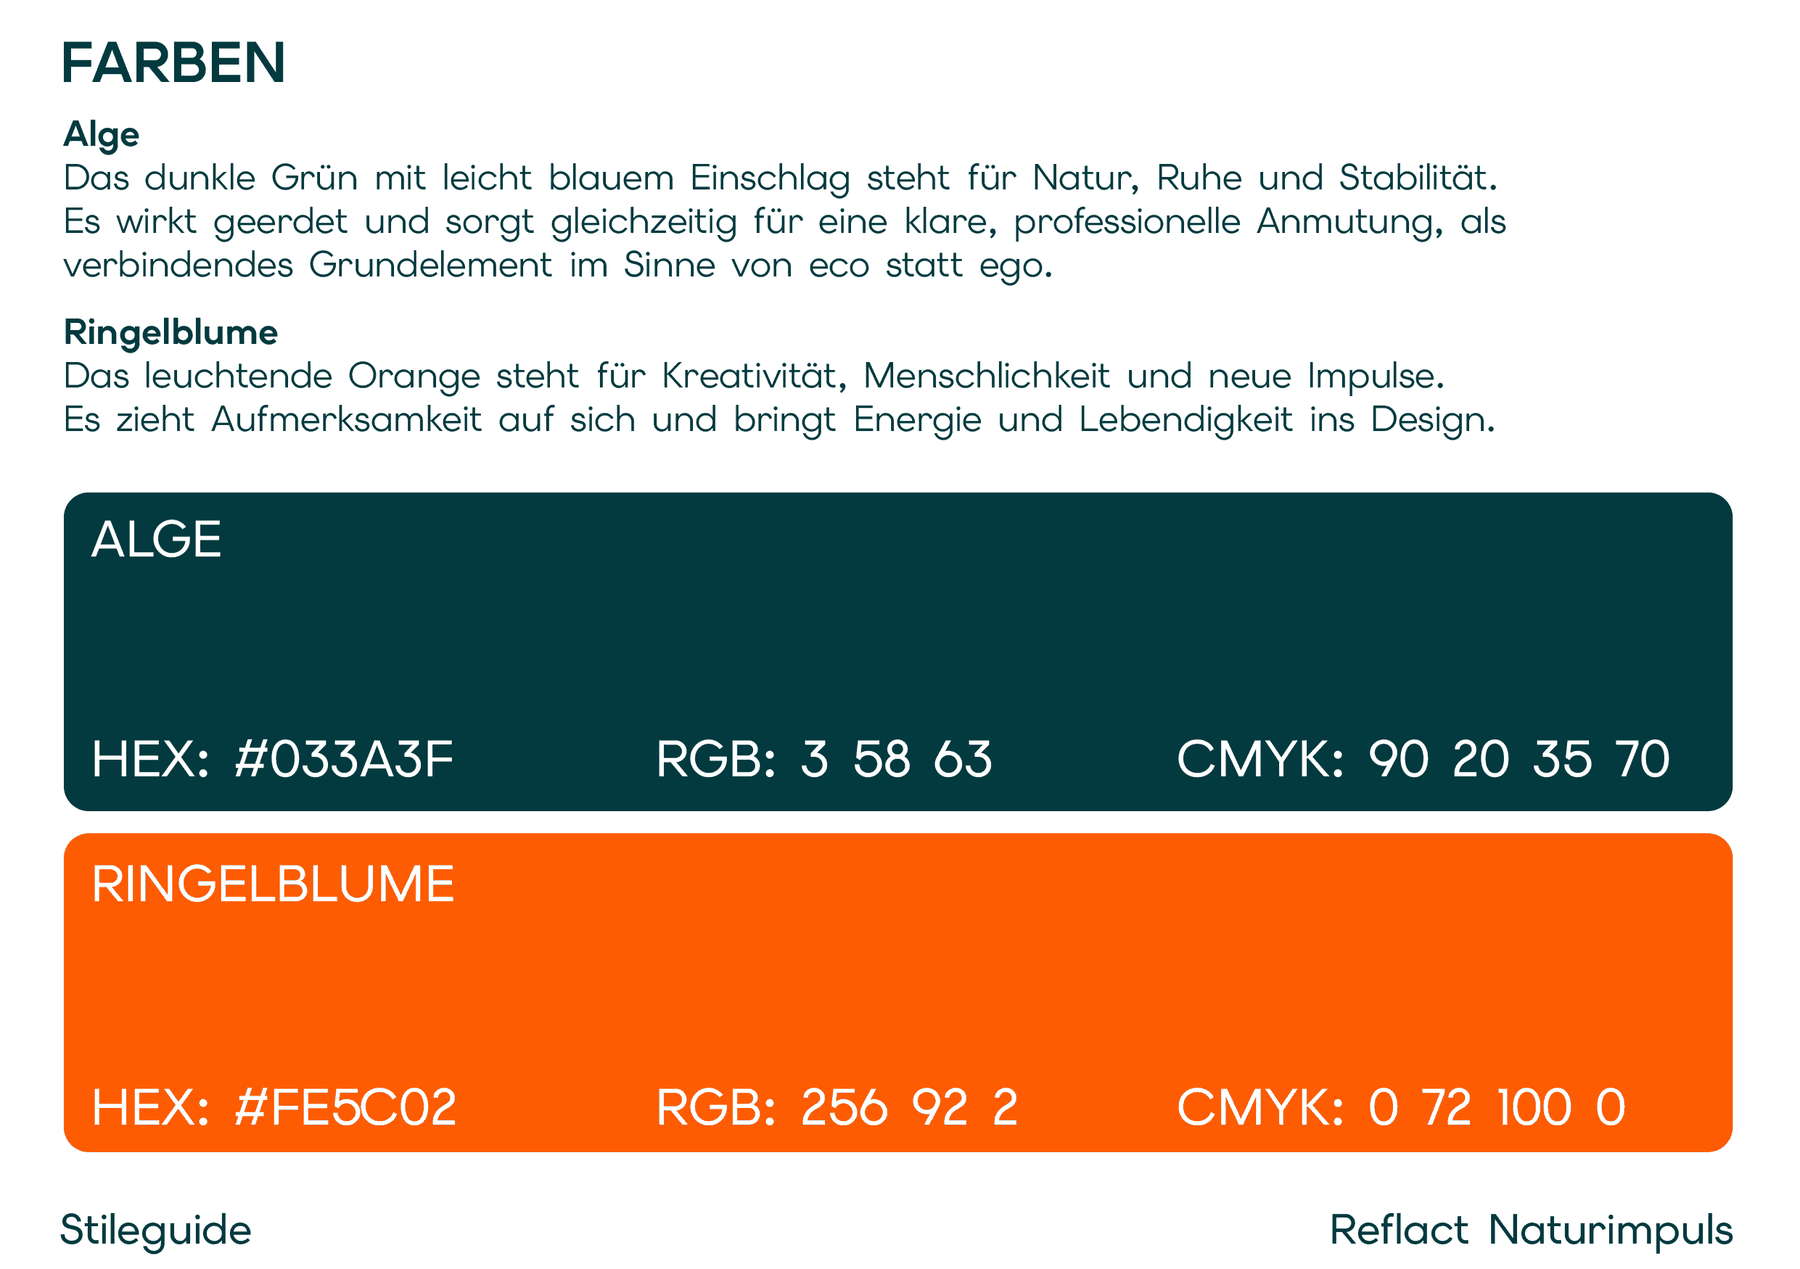 FARBEN
Alge
Das dunkle Grün mit leicht blauem Einschlag steht für Natur, Ruhe und Stabilität.
Es wirkt geerdet und sorgt gleichzeitig für eine klare, professionelle Anmutung, als
verbindendes Grundelement im Sinne von eco statt ego.
Ringelblume
Das leuchtende Orange steht für Kreativität, Menschlichkeit und neue Impulse.
Es zieht Aufmerksamkeit auf sich und bringt Energie und Lebendigkeit ins Design.
ALGE
HEX: #033A3F RGB: 3 58 63 CMYK: 90 20 35 70
RINGELBLUME
HEX: #FE5C02 RGB: 256 92 2 CMYK: 0 72 100 0
Stileguide Reflact Naturimpuls